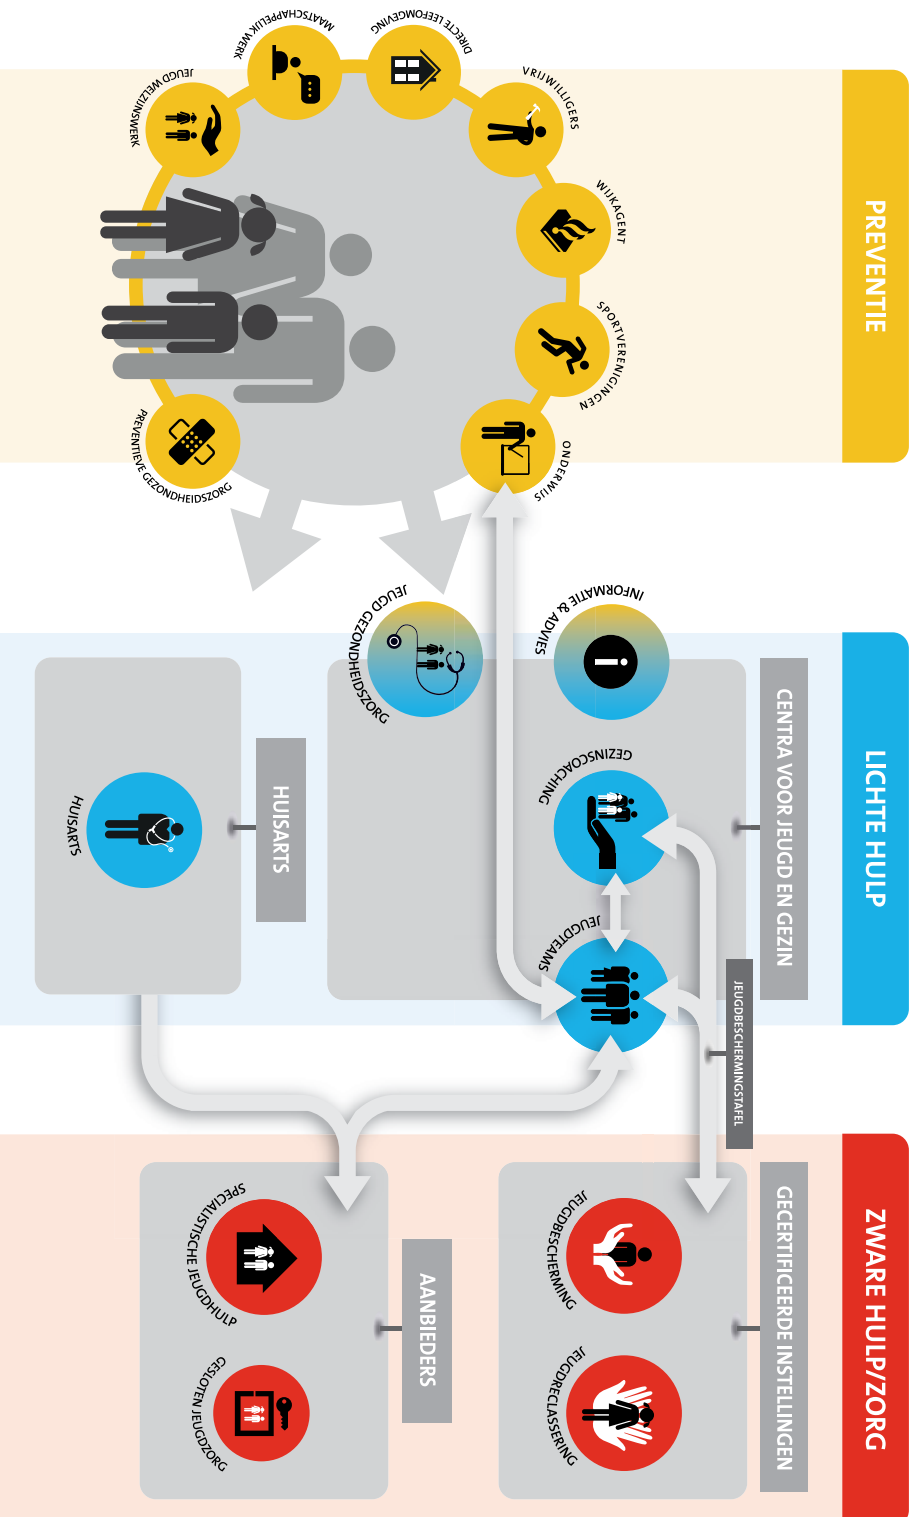 PREVENTIE
PREVENTIEVE GEZONDHEIDSZORG
JEUGD WELZIJNSWERK
MAATSCHAPPELIJK WERK
DIRECTE LEEFOMGEVING
VRIJWILLIGERS
WIJKAGENT
SPORTVERENIGINGEN
ONDERWIJS
LICHTE HULP
CENTRA VOOR JEUGD EN GEZIN
INFORMATIE & ADVIES
JEUGD GEZONDHEIDSZORG
GEZINSCOACHING
JEUGDTEAMS
HUISARTS
HUISARTS
JEUGDBESCHERMINGSTAFEL
ZWARE HULP/ZORG
GECERTIFICEERDE INSTELLINGEN
JEUGDBESCHERMING
JEUGDRECLASSERING
AANBIEDERS
SPECIALISTISCHE JEUGDHULP
GESLOTEN JEUGDZORG